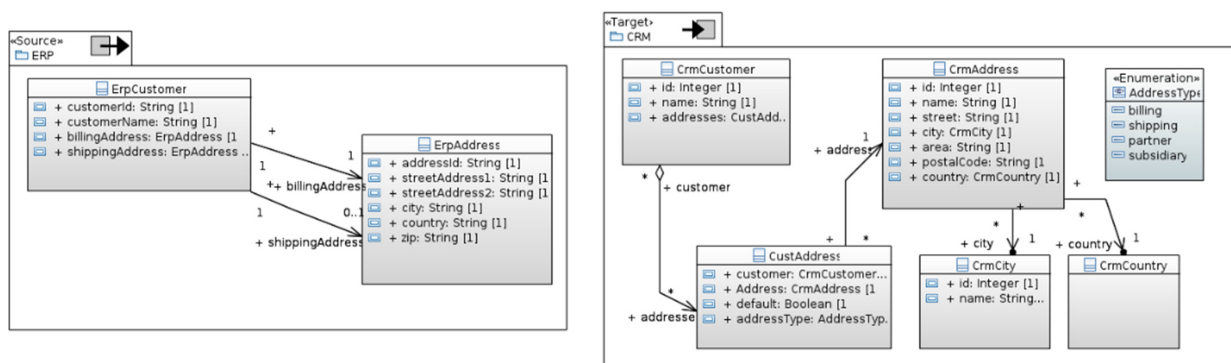 «Source»
ERP
ErpCustomer
+ customerId: String [1]
+ customerName: String [1]
+ billingAddress: ErpAddress [1
+ shippingAddress: ErpAddress ..
+
1
1
++ billingAddress
1
0..1
+ shippingAddress
ErpAddress
+ addressId: String [1]
+ streetAddress1: String [1]
+ streetAddress2: String [1]
+ city: String [1]
+ country: String [1]
+ zip: String [1]
«Target»
CRM
CrmCustomer
+ id: Integer [1]
+ name: String [1]
+ addresses: CustAdd..
*
+ customer
*
+ addresse
CustAddress
+ customer: CrmCustomer...
+ Address: CrmAddress [1
+ default: Boolean [1
+ addressType: AddressTyp.
1
+ address
+
*
CrmAddress
+ id: Integer [1]
+ name: String [1]
+ street: String [1]
+ city: CrmCity [1]
+ area: String [1]
+ postalCode: String [1]
+ country: CrmCountry [1]
+
*
+ city
1
+
*
+ country
1
CrmCity
+ id: Integer [1]
+ name: String...
CrmCountry
«Enumeration»
AddressType
billing
shipping
partner
subsidiary